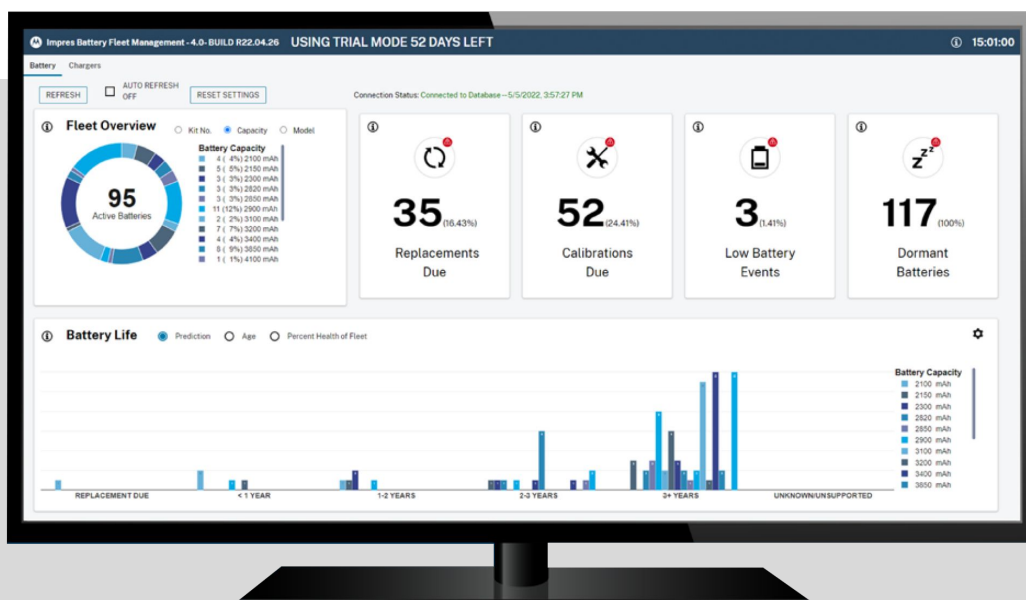 Impres Battery Fleet Management - 4.0- BUILD R22.04.26 USING TRIAL MODE 52 DAYS LEFT 15:01:00
Battery Chargers
REFRESH AUTO REFRESH OFF RESET SETTINGS Connection Status: Connected to Database --5/5/2022, 3:57:27 PM
Fleet Overview Kit No. Capacity Model
95
Active Batteries
Battery Capacity
4 ( 4%) 2100 mAh
5 ( 5%) 2150 mAh
3 ( 3%) 2300 mAh
3 ( 3%) 2820 mAh
3 ( 3%) 2850 mAh
11 (12%) 2900 mAh
2 ( 2%) 3100 mAh
7 ( 7%) 3200 mAh
4 ( 4%) 3400 mAh
8 ( 9%) 3850 mAh
1 ( 1%) 4100 mAh
35 (16.43%)
Replacements
Due
52 (24.41%)
Calibrations
Due
3 (1.41%)
Low Battery
Events
zzz
117 (100%)
Dormant
Batteries
Battery Life Prediction Age Percent Health of Fleet
Battery Capacity
2100 mAh
2150 mAh
2300 mAh
2820 mAh
2850 mAh
2900 mAh
3100 mAh
3200 mAh
3400 mAh
3850 mAh
REPLACEMENT DUE < 1 YEAR 1-2 YEARS 2-3 YEARS 3+ YEARS UNKNOWN/UNSUPPORTED